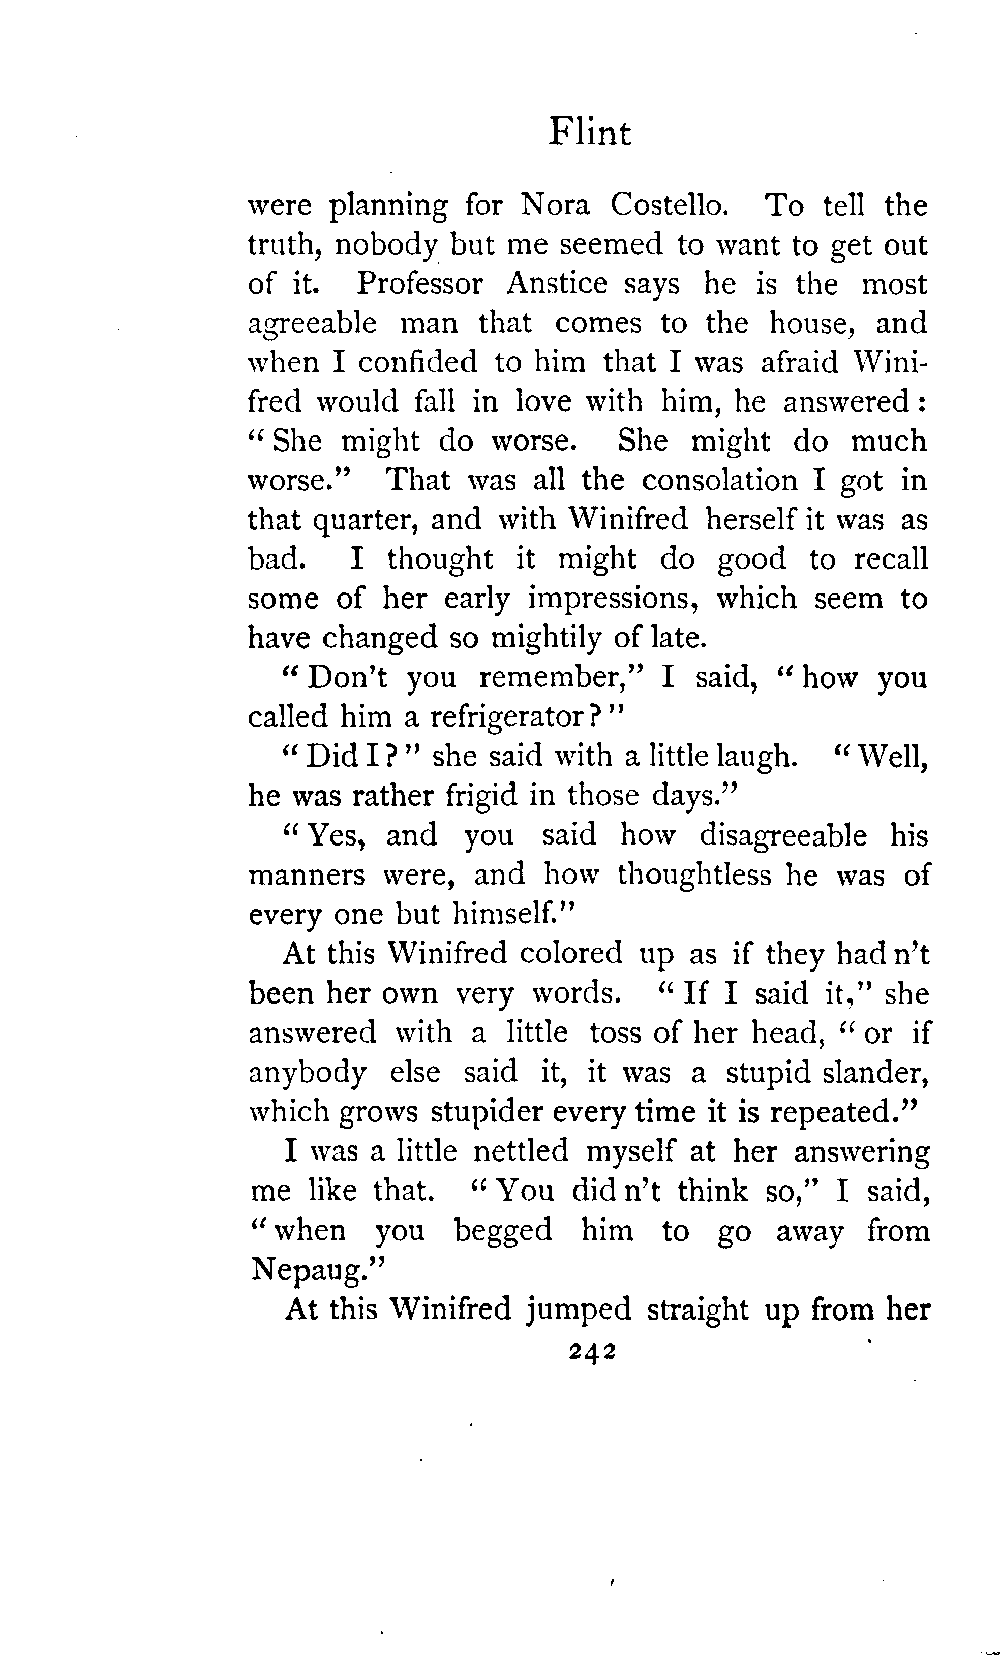 Flint
were planning for Nora Costello. To tell the
truth, nobody but me seemed to want to get out
of it. Professor Anstice says he is the most
agreeable man that comes to the house, and
when I confided to him that I was afraid Wini-
fred would fall in love with him, he answered :
“ She might do worse. She might do much
worse.” That was all the consolation I got in
that quarter, and with Winifred herself it was as
bad. I thought it might do good to recall
some of her early impressions, which seem to
have changed so mightily of late.
“ Don't you remember,” I said, “ how you
called him a refrigerator? ”
“ Did I? ” she said with a little laugh. “ Well,
he was rather frigid in those days.”
“ Yes, and you said how disagreeable his
manners were, and how thoughtless he was of
every one but himself.”
At this Winifred colored up as if they had n't
been her own very words. “ If I said it,” she
answered with a little toss of her head, “ or if
anybody else said it, it was a stupid slander,
which grows stupider every time it is repeated.”
I was a little nettled myself at her answering
me like that. “ You did n't think so,” I said,
“ when you begged him to go away from
Nepaug.”
At this Winifred jumped straight up from her
242